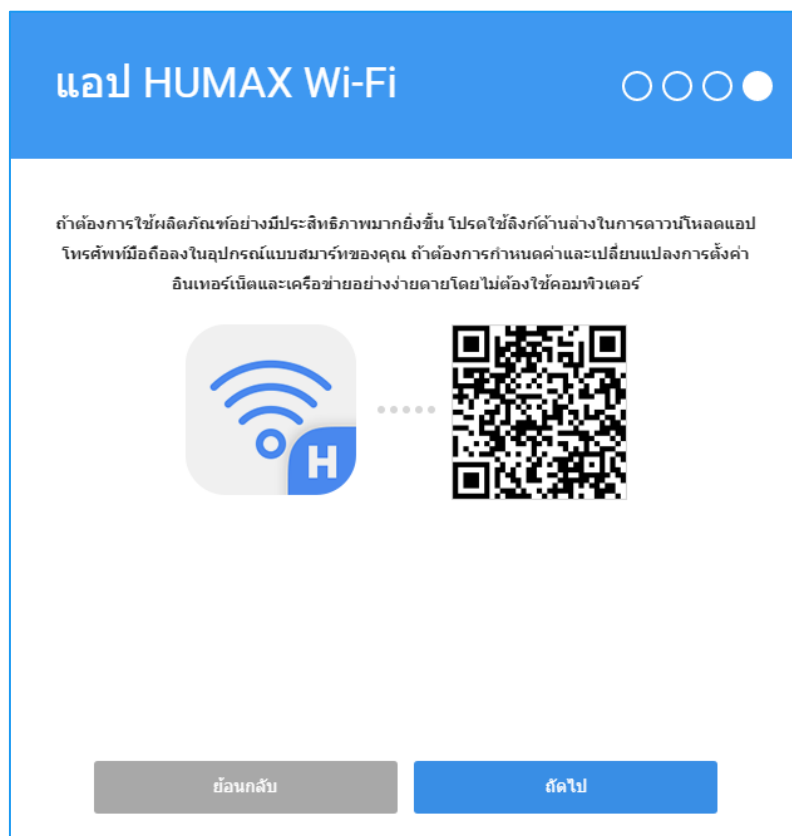 แอป HUMAX Wi-Fi
ถ้าต้องการใช้ผลิตภัณฑ์อย่างมีประสิทธิภาพมากยิ่งขึ้น โปรดใช้ลิงก์ด้านล่างในการดาวน์โหลดแอป
โทรศัพท์มือถือลงในอุปกรณ์แบบสมาร์ทของคุณ ถ้าต้องการกำหนดค่าและเปลี่ยนแปลงการตั้งค่า
อินเทอร์เน็ตและเครือข่ายอย่างง่ายดายโดยไม่ต้องใช้คอมพิวเตอร์
H
ย้อนกลับ
ถัดไป